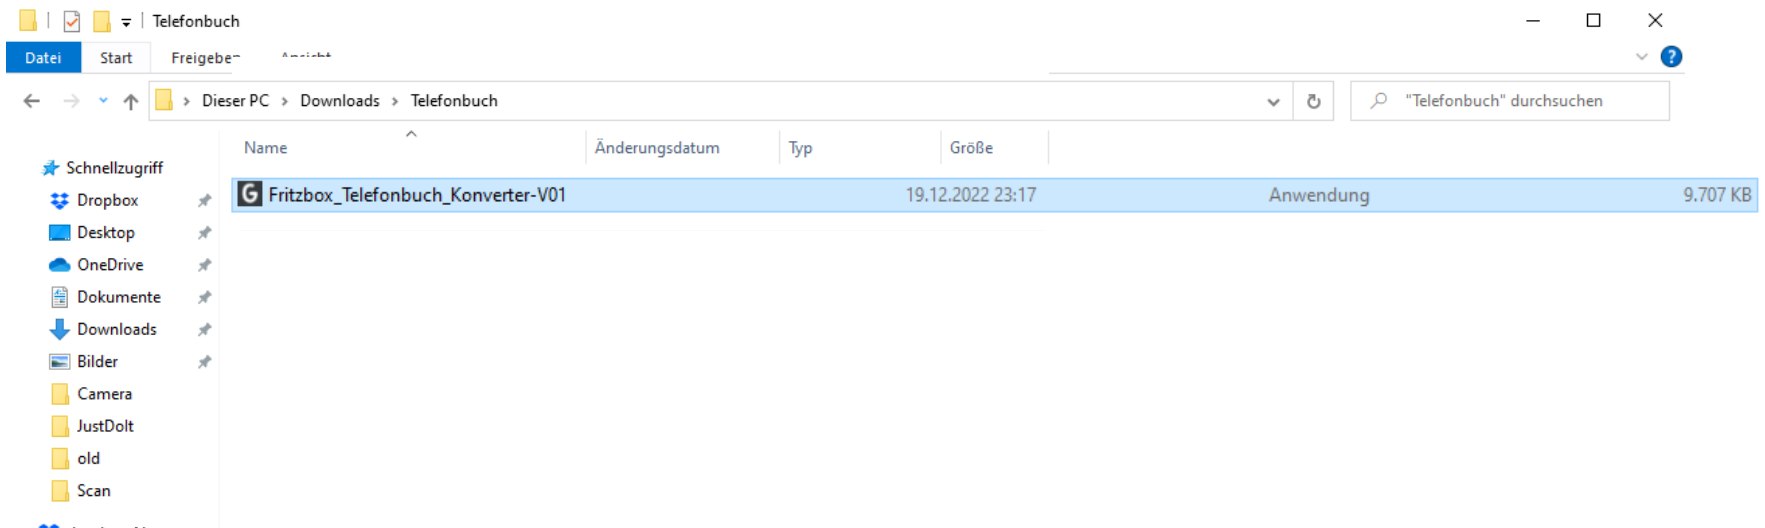 Telefonbuch
Datei Start Freigeben Ansicht
Dieser PC > Downloads > Telefonbuch "Telefonbuch" durchsuchen
Name Änderungsdatum Typ Größe
Schnellzugriff
Fritzbox_Telefonbuch_Konverter-V01 19.12.2022 23:17 Anwendung 9.707 KB
Dropbox
Desktop
OneDrive
Dokumente
Downloads
Bilder
Camera
JustDoIt
old
Scan